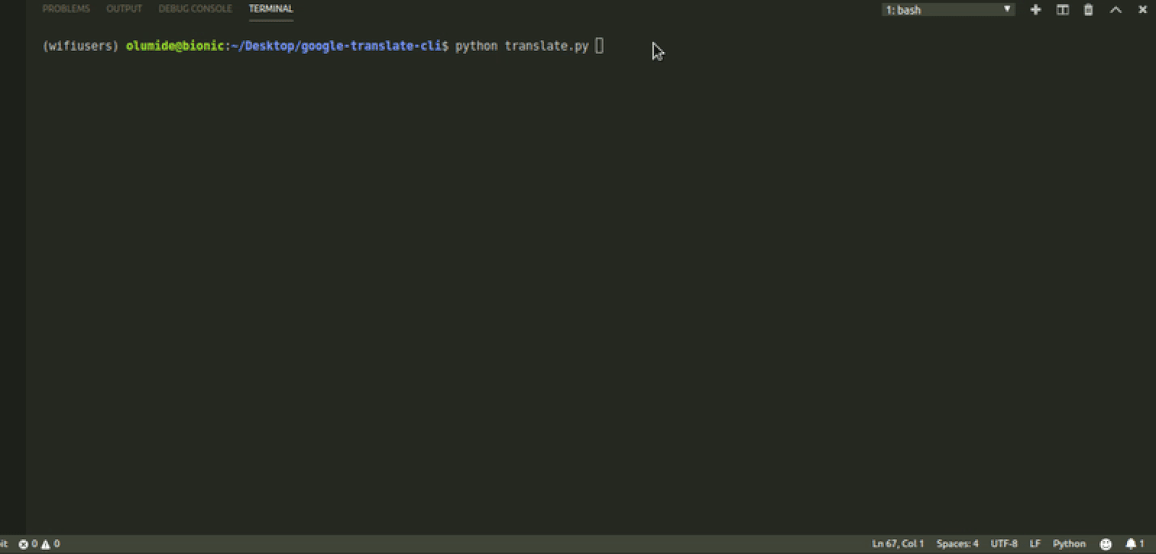 PROBLEMS OUTPUT DEBUG CONSOLE TERMINAL 1: bash
(wifiusers) olumide@bionic:~/Desktop/google-translate-cli$ python translate.py
0 0 Ln 67, Col 1 Spaces: 4 UTF-8 LF Python 1